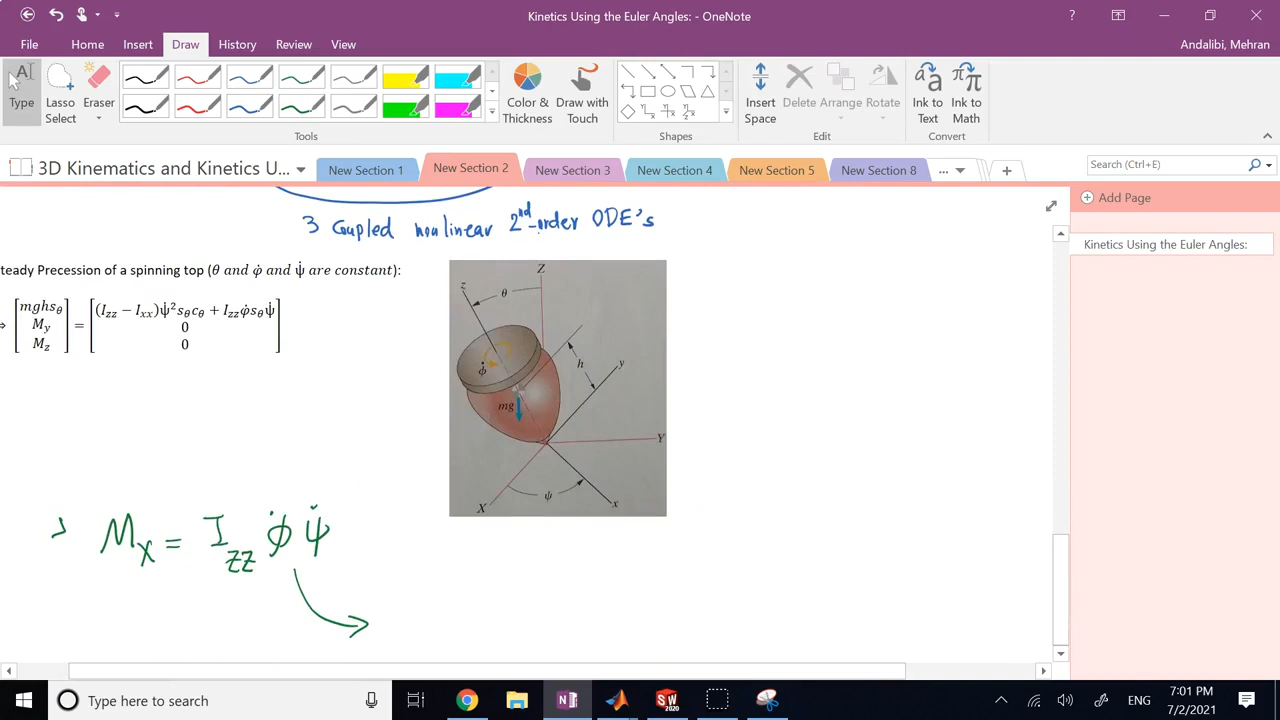 Kinetics Using the Euler Angles: - OneNote
File Home Insert Draw History Review View
Andalibi, Mehran
Type
Lasso Select
Eraser
Color & Thickness
Draw with Touch
Insert Space
Delete
Arrange
Rotate
Ink to Text
Ink to Math
Tools
Shapes
Edit
Convert
3D Kinematics and Kinetics U...
New Section 1
New Section 2
New Section 3
New Section 4
New Section 5
New Section 8
...
Search (Ctrl+E)
Add Page
Kinetics Using the Euler Angles:
3 Coupled nonlinear 2nd-order ODE's
teady Precession of a spinning top (θ and φ̇ and ψ̇ are constant):
⇒ [mghs_θ M_y M_z] = [(I_zz − I_xx)ψ̇²s_θc_θ + I_zzφ̇s_θψ̇ 0 0]
Z
z
θ
φ̇
h
y
mg
Y
ψ
X
x
M_X = I_zz φ̇ ψ̇
Type here to search
ENG
7:01 PM
7/2/2021